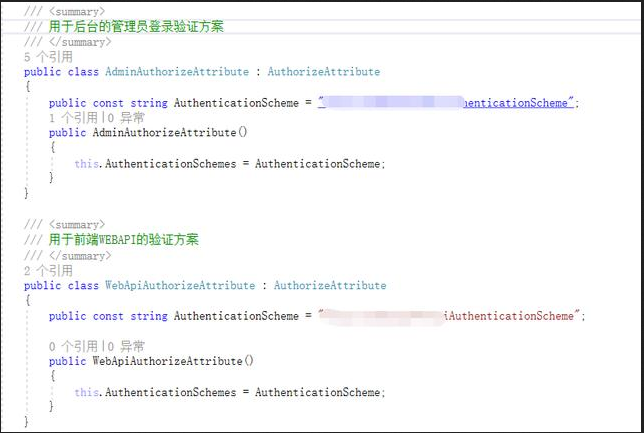 /// <summary>
/// 用于后台的管理员登录验证方案
/// </summary>
5 个引用
public class AdminAuthorizeAttribute : AuthorizeAttribute
{
public const string AuthenticationScheme = "henticationScheme";
1 个引用|0 异常
public AdminAuthorizeAttribute()
{
this.AuthenticationSchemes = AuthenticationScheme;
}
}
/// <summary>
/// 用于前端WEBAPI的验证方案
/// </summary>
2 个引用
public class WebApiAuthorizeAttribute : AuthorizeAttribute
{
public const string AuthenticationScheme = "iAuthenticationScheme";
0 个引用|0 异常
public WebApiAuthorizeAttribute()
{
this.AuthenticationSchemes = AuthenticationScheme;
}
}